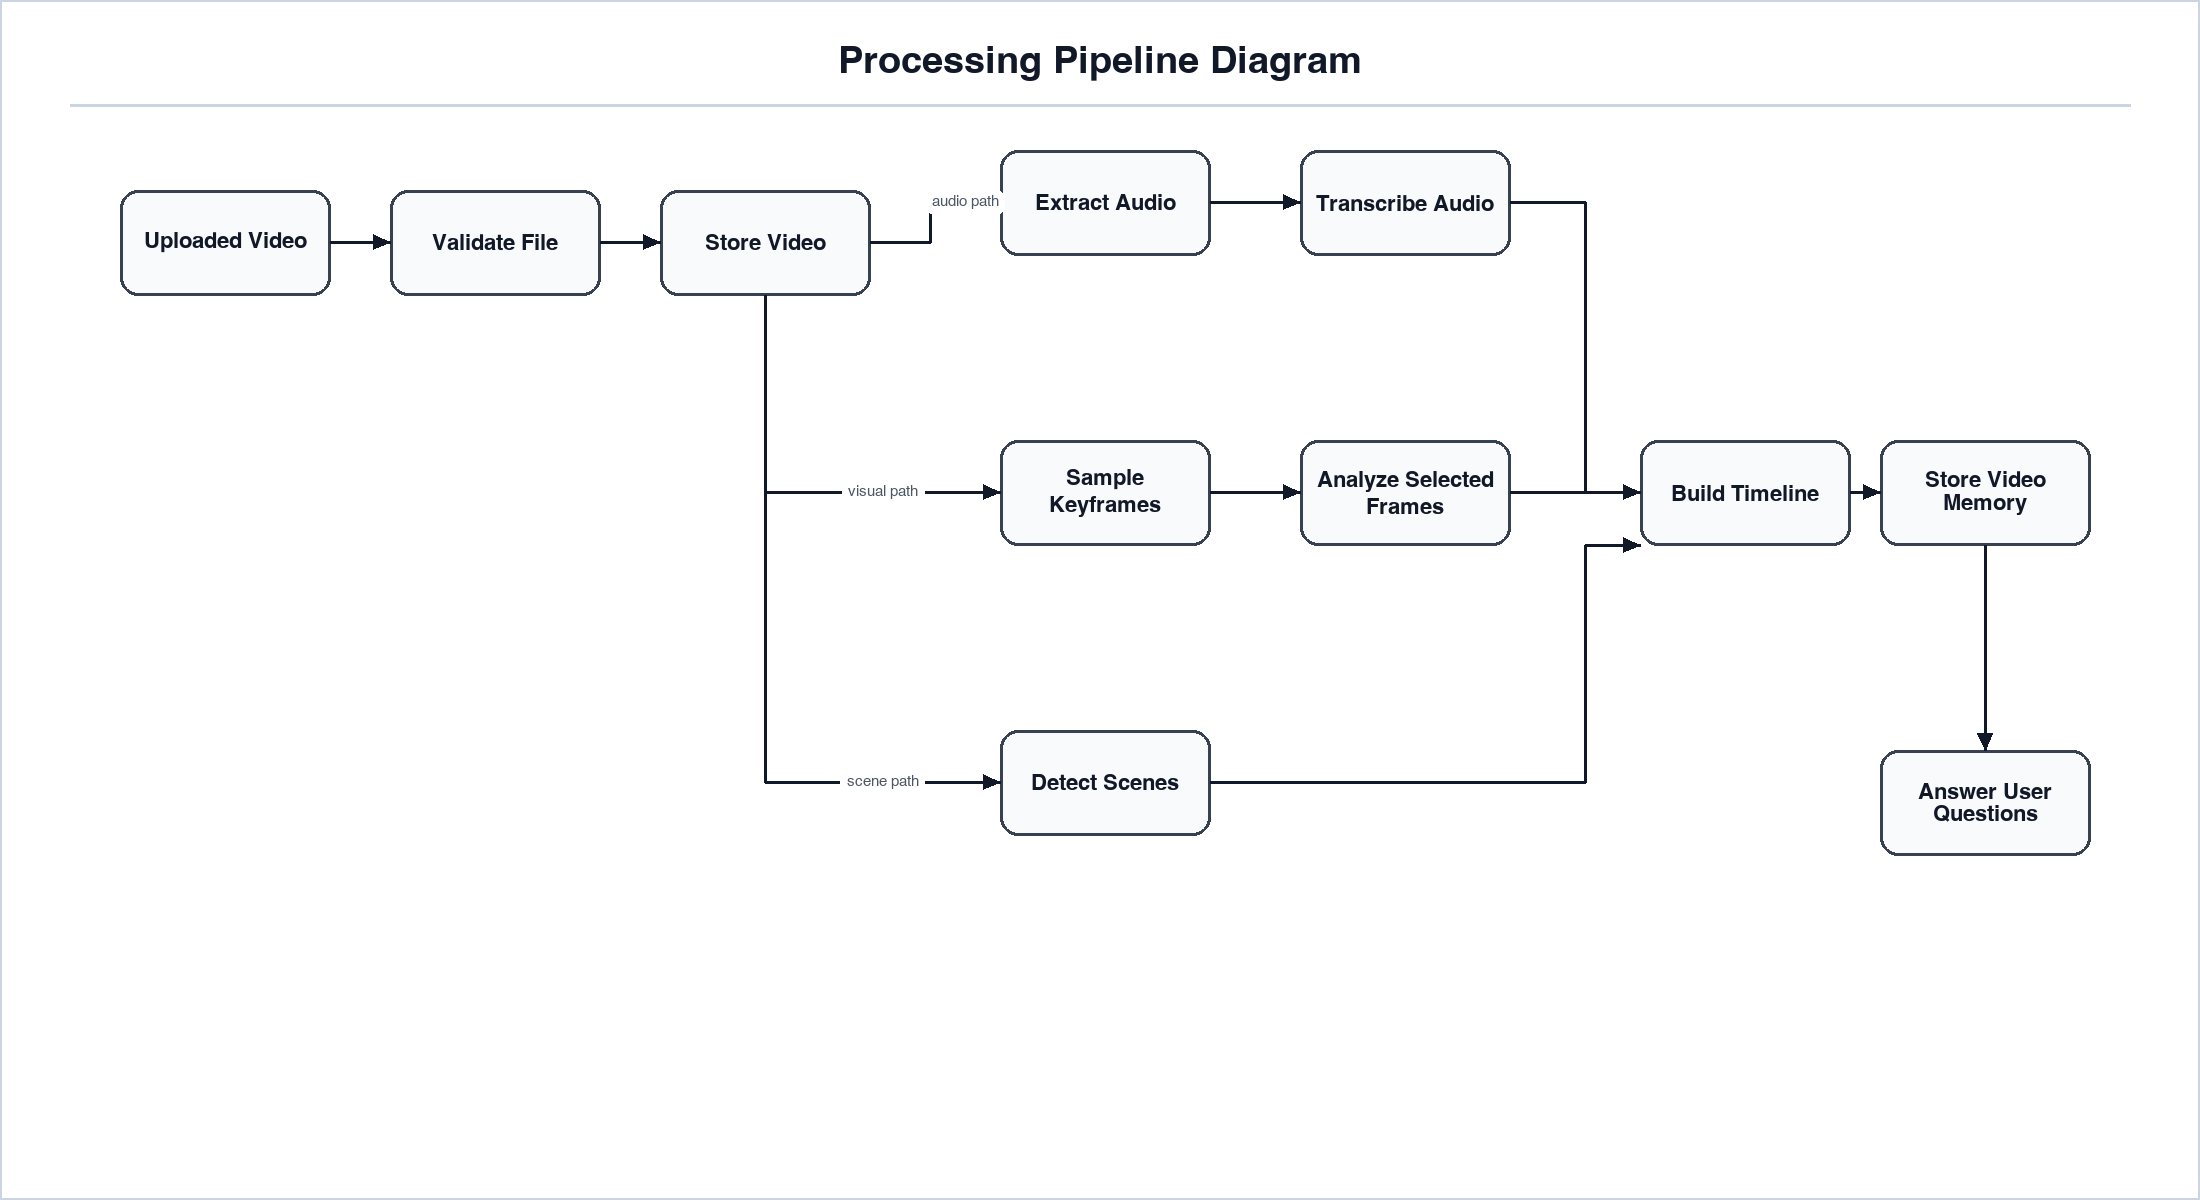 Processing Pipeline Diagram
Uploaded Video
Validate File
Store Video
audio path
Extract Audio
Transcribe Audio
visual path
Sample
Keyframes
Analyze Selected
Frames
Build Timeline
Store Video
Memory
scene path
Detect Scenes
Answer User
Questions